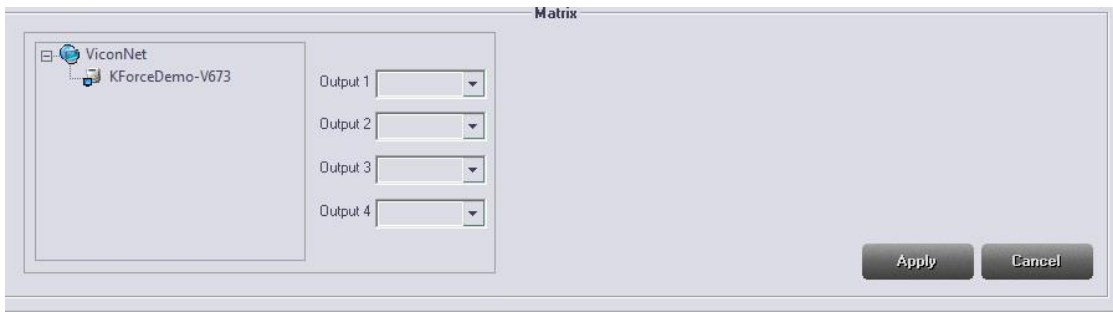 Matrix
ViconNet
KForceDemo-V673
Output 1
Output 2
Output 3
Output 4
Apply
Cancel